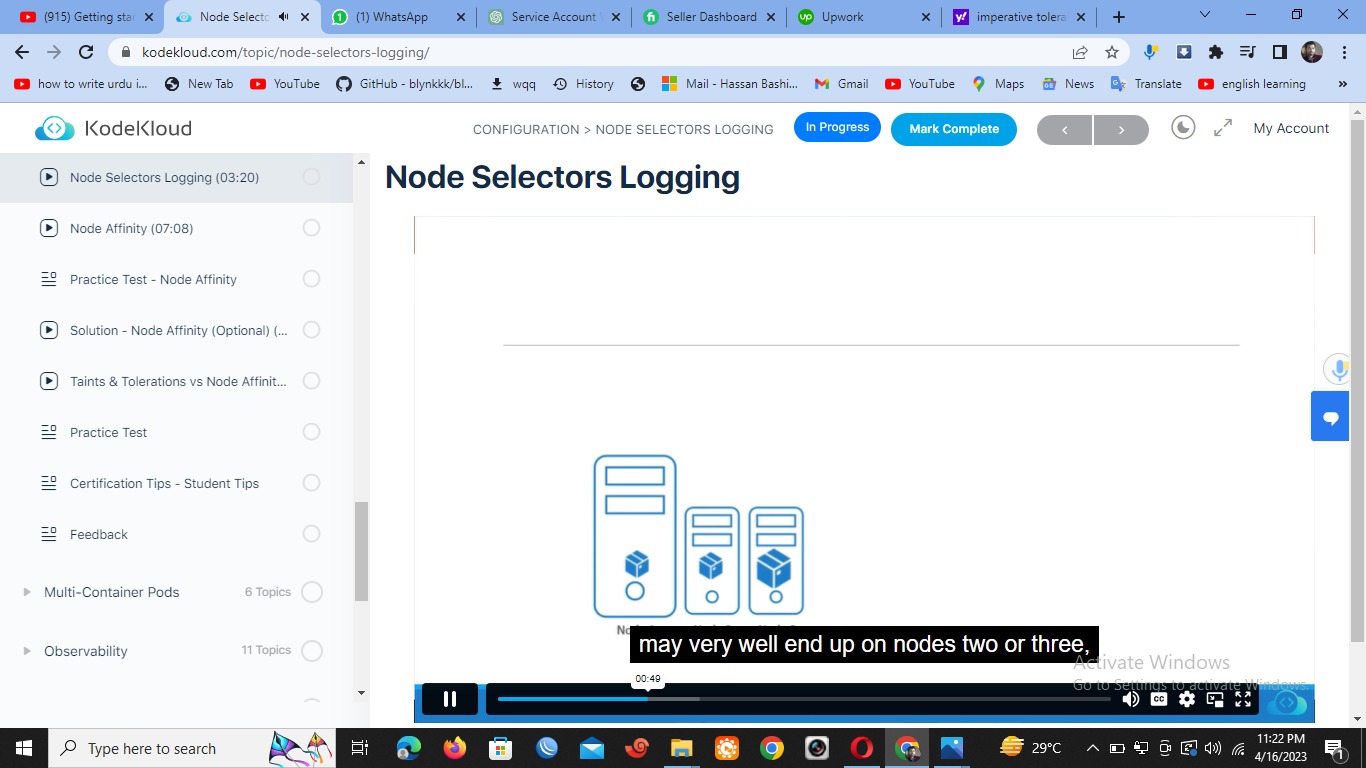 (915) Getting star
Node Selecto
(1) WhatsApp
Service Account
Seller Dashboard
Upwork
imperative tolera
kodekloud.com/topic/node-selectors-logging/
how to write urdu i...
New Tab
YouTube
GitHub - blynkkk/bl...
wqq
History
Mail - Hassan Bashi...
Gmail
YouTube
Maps
News
Translate
english learning
KodeKloud
CONFIGURATION > NODE SELECTORS LOGGING
In Progress
Mark Complete
My Account
Node Selectors Logging (03:20)
Node Affinity (07:08)
Practice Test - Node Affinity
Solution - Node Affinity (Optional) (...
Taints & Tolerations vs Node Affinit...
Practice Test
Certification Tips - Student Tips
Feedback
Multi-Container Pods
6 Topics
Observability
11 Topics
Node Selectors Logging
may very well end up on nodes two or three,
00:49
CC
Activate Windows
Go to Settings to activate Windows.
Type here to search
29°C
11:22 PM
4/16/2023
1